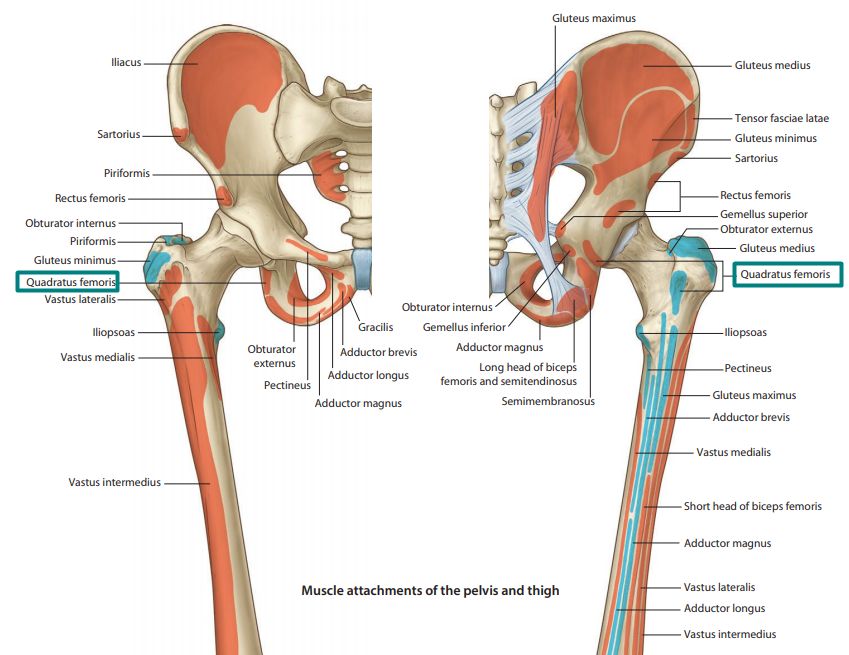 Gluteus maximus
Iliacus
Sartorius
Piriformis
Rectus femoris
Obturator internus
Piriformis
Gluteus minimus
Quadratus femoris
Vastus lateralis
Iliopsoas
Vastus medialis
Vastus intermedius
Obturator
externus
Pectineus
Gracilis
Adductor brevis
Adductor longus
Adductor magnus
Obturator internus
Gemellus inferior
Adductor magnus
Long head of biceps
femoris and semitendinosus
Semimembranosus
Gluteus medius
Tensor fasciae latae
Gluteus minimus
Sartorius
Rectus femoris
Gemellus superior
Obturator externus
Gluteus medius
Quadratus femoris
Iliopsoas
Pectineus
Gluteus maximus
Adductor brevis
Vastus medialis
Short head of biceps femoris
Adductor magnus
Vastus lateralis
Adductor longus
Vastus intermedius
Muscle attachments of the pelvis and thigh